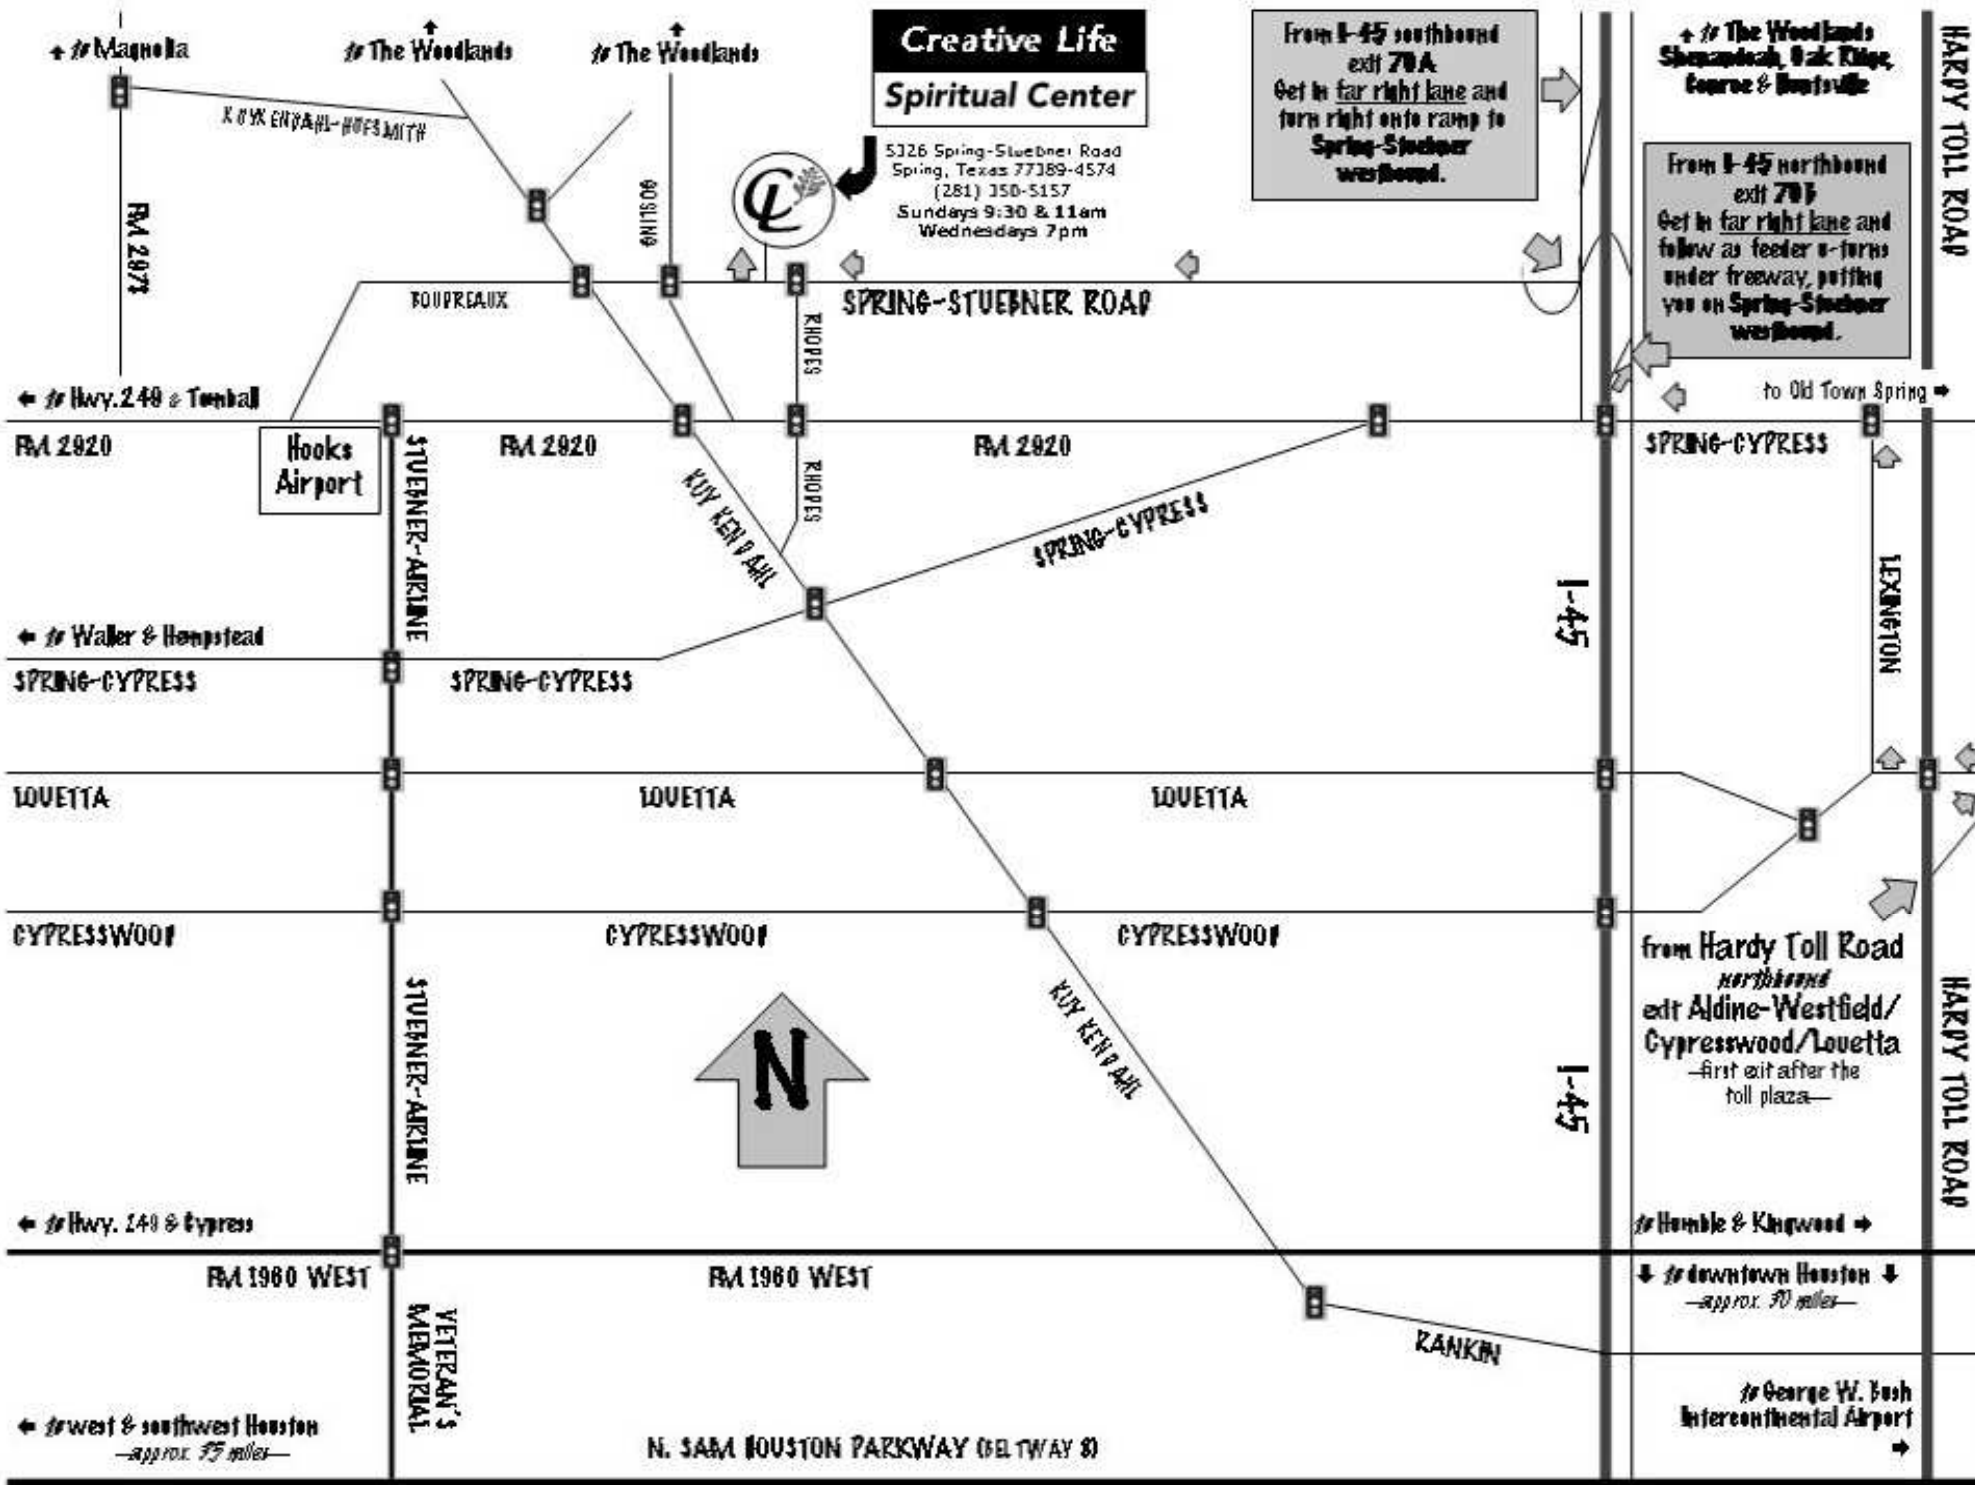 to Magnolia
to The Woodlands
to The Woodlands
Creative Life
Spiritual Center
5326 Spring-Stuebner Road
Spring, Texas 77389-4574
(281) 350-5157
Sundays 9:30 & 11am
Wednesdays 7pm
From I-45 southbound
exit 70A
Get in far right lane and
turn right onto ramp to
Spring-Stuebner
westbound.
to The Woodlands
Shenandoah, Oak Ridge,
Conroe & Huntsville
HARDY TOLL ROAD
From I-45 northbound
exit
Get in far right lane and
follow as feeder u-turns
under freeway, putting
you on Spring-Stuebner
westbound.
KUYKENDAHL-HUFSMITH
FM 2978
GOSLING
CL
BOUDREAUX
SPRING-STUEBNER ROAD
RHODES
to Hwy. 249 & Tomball
to Old Town Spring
FM 2920
Hooks
Airport
FM 2920
FM 2920
SPRING-CYPRESS
STUEBNER-AIRLINE
KUYKENDAHL
RHODES
SPRING-CYPRESS
I-45
LEXINGTON
to Waller & Hempstead
SPRING-CYPRESS
SPRING-CYPRESS
LOUETTA
LOUETTA
LOUETTA
CYPRESSWOOD
CYPRESSWOOD
CYPRESSWOOD
from Hardy Toll Road
northbound
exit Aldine-Westfield/
Cypresswood/Louetta
—first exit after the
toll plaza—
STUEBNER-AIRLINE
N
KUYKENDAHL
I-45
HARDY TOLL ROAD
to Hwy. 249 & Cypress
to Humble & Kingwood
FM 1960 WEST
FM 1960 WEST
to downtown Houston
—approx. 30 miles—
VETERAN'S
MEMORIAL
RANKIN
to George W. Bush
Intercontinental Airport
to west & southwest Houston
—approx. 35 miles—
N. SAM HOUSTON PARKWAY (BELTWAY 8)